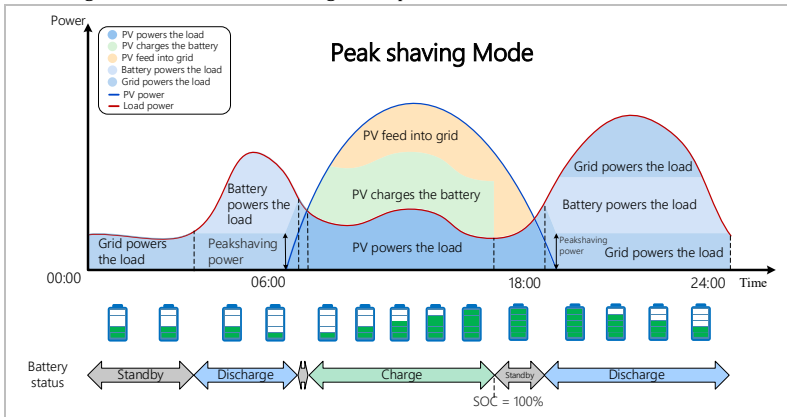 Power
PV powers the load
PV charges the battery
PV feed into grid
Battery powers the load
Grid powers the load
PV power
Load power
Peak shaving Mode
PV feed into grid
Grid powers the load
Battery
powers the
load
PV charges the battery
Battery powers the load
Grid powers
the load
Peakshaving
power
PV powers the load
Peakshaving
power
Grid powers the load
00:00
06:00
18:00
24:00
Time
Battery
status
Standby
Discharge
Charge
Standby
Discharge
SOC = 100%